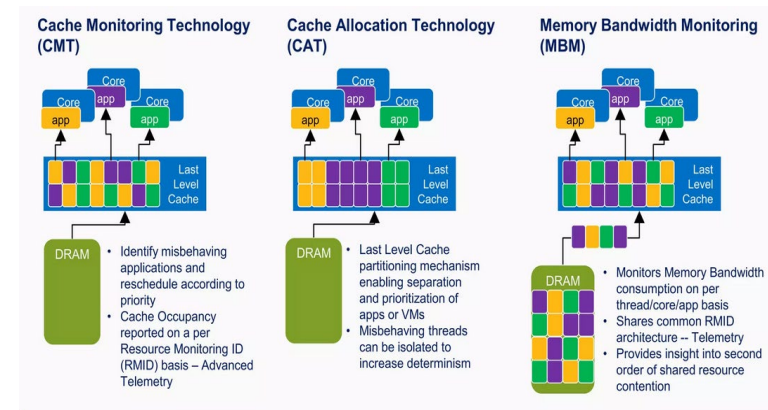 Cache Monitoring Technology
(CMT)
Core
Core
app
Core
app
app
Last
Level
Cache
DRAM
• Identify misbehaving
applications and
reschedule according to
priority
• Cache Occupancy
reported on a per
Resource Monitoring ID
(RMID) basis – Advanced
Telemetry
Cache Allocation Technology
(CAT)
Core
Core
app
Core
app
app
Last
Level
Cache
DRAM
• Last Level Cache
partitioning mechanism
enabling separation
and prioritization of
apps or VMs
• Misbehaving threads
can be isolated to
increase determinism
Memory Bandwidth Monitoring
(MBM)
Core
Core
app
Core
app
app
Last
Level
Cache
DRAM
• Monitors Memory Bandwidth
consumption on per
thread/core/app basis
• Shares common RMID
architecture -- Telemetry
• Provides insight into second
order of shared resource
contention